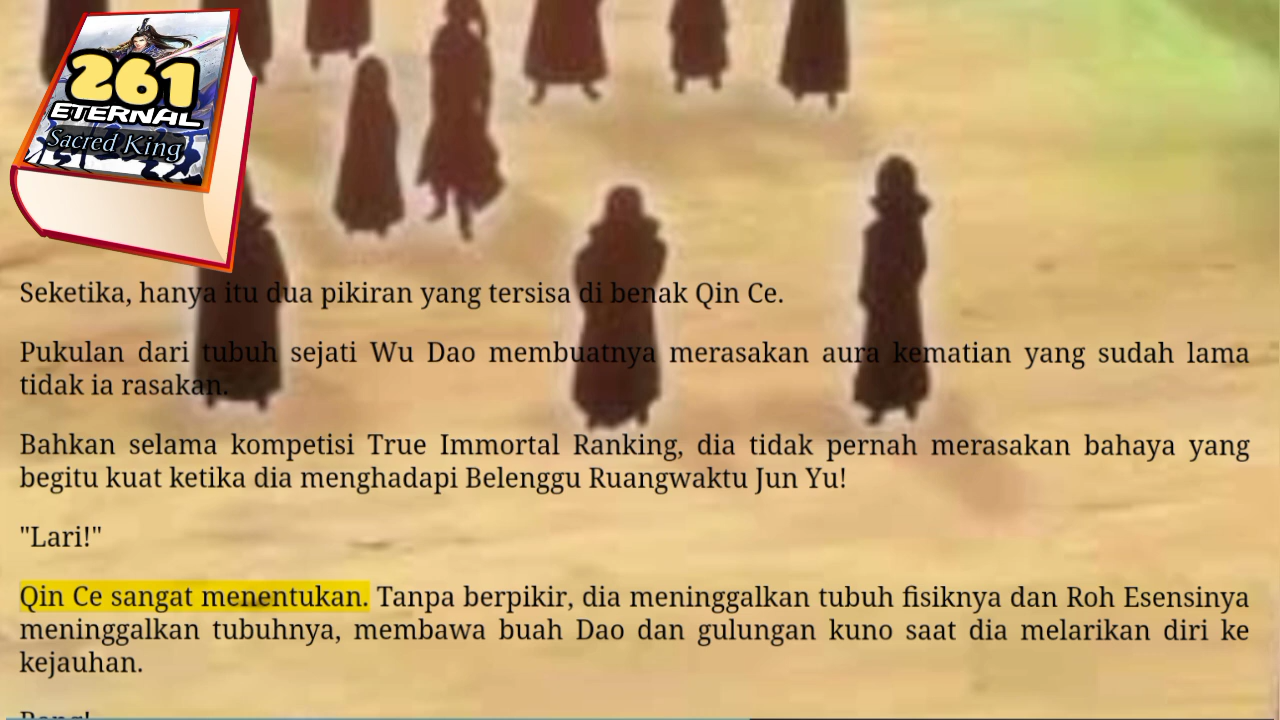 261
ETERNAL
Sacred King
Seketika, hanya itu dua pikiran yang tersisa di benak Qin Ce.
Pukulan dari tubuh sejati Wu Dao membuatnya merasakan aura kematian yang sudah lama
tidak ia rasakan.
Bahkan selama kompetisi True Immortal Ranking, dia tidak pernah merasakan bahaya yang
begitu kuat ketika dia menghadapi Belenggu Ruangwaktu Jun Yu!
"Lari!"
Qin Ce sangat menentukan. Tanpa berpikir, dia meninggalkan tubuh fisiknya dan Roh Esensinya
meninggalkan tubuhnya, membawa buah Dao dan gulungan kuno saat dia melarikan diri ke
kejauhan.